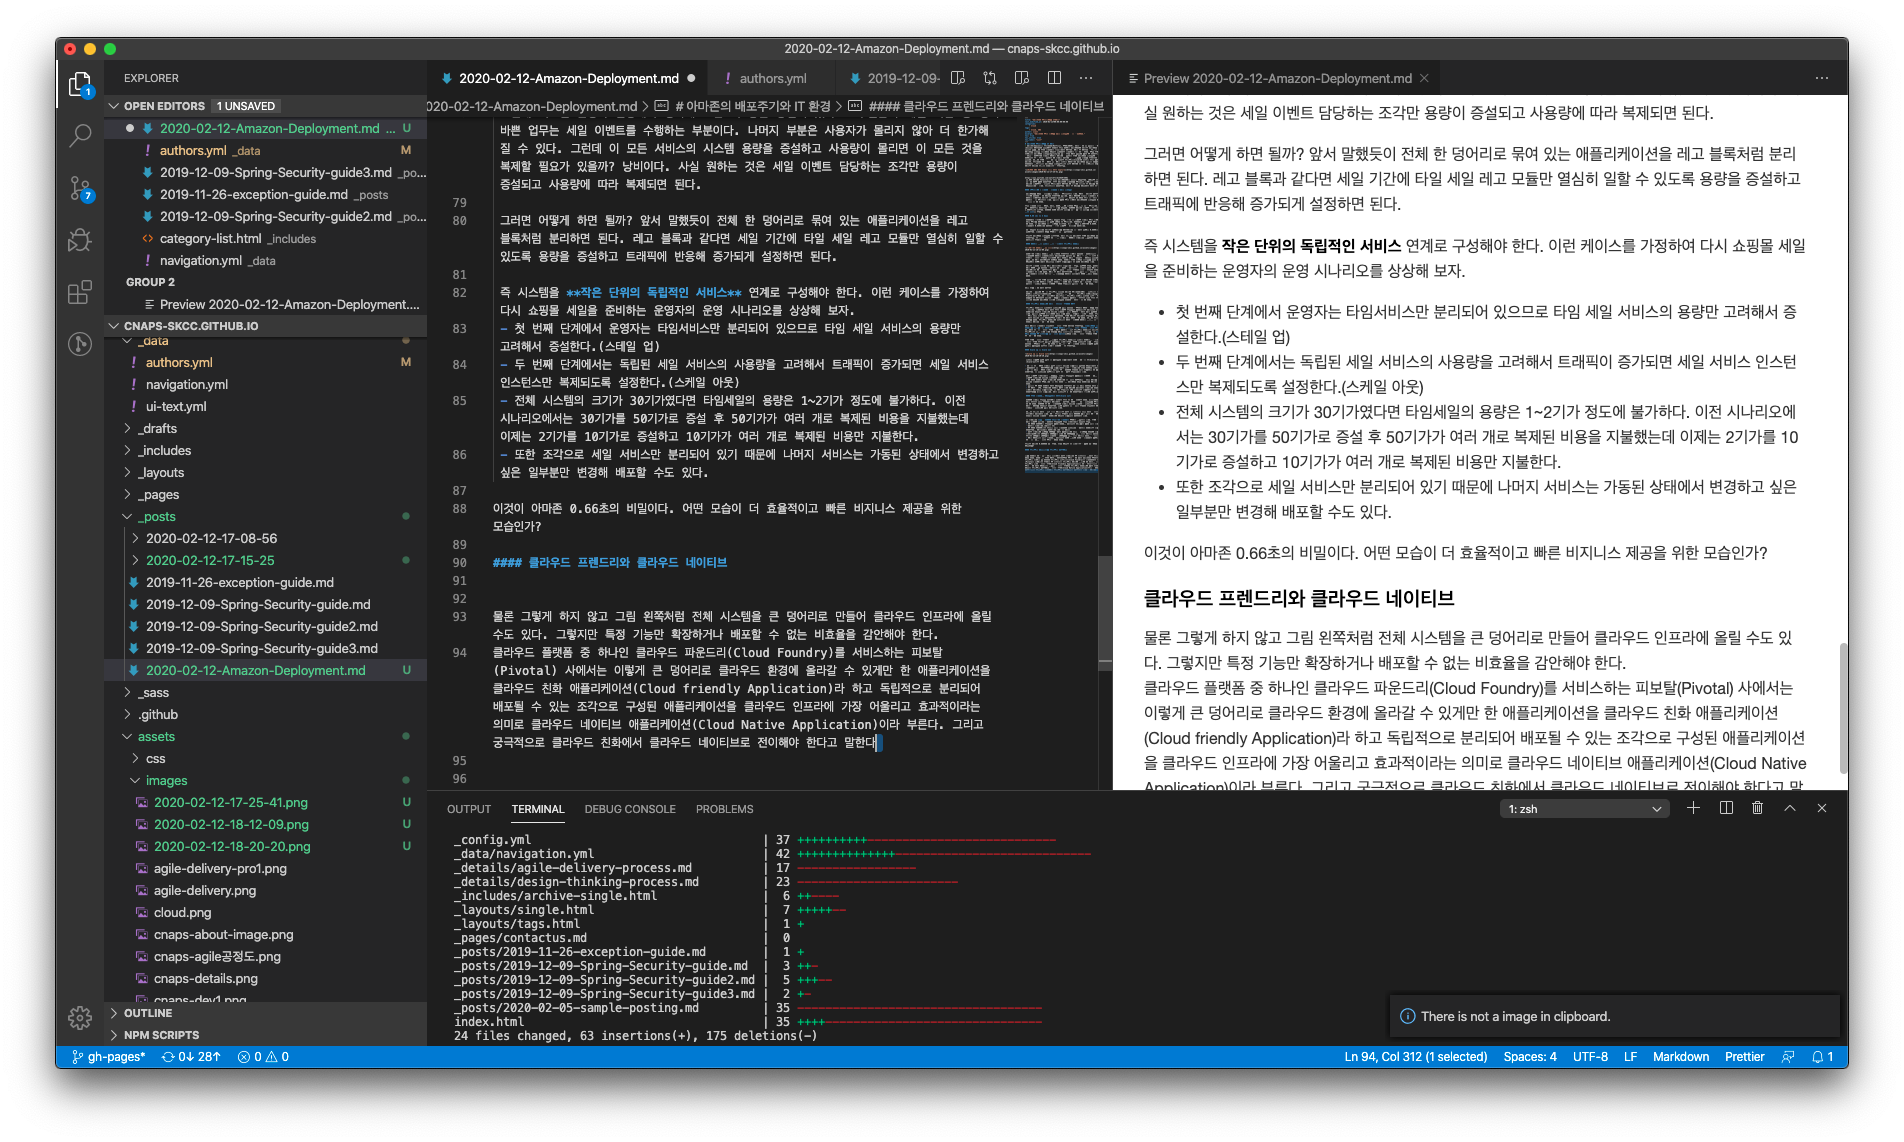 2020-02-12-Amazon-Deployment.md — cnaps-skcc.github.io
1
7
EXPLORER
OPEN EDITORS 1 UNSAVED
2020-02-12-Amazon-Deployment.md ... U
! authors.yml _data M
2019-12-09-Spring-Security-guide3.md _po...
2019-11-26-exception-guide.md _posts
2019-12-09-Spring-Security-guide2.md _po...
<> category-list.html _includes
! navigation.yml _data
GROUP 2
Preview 2020-02-12-Amazon-Deployment....
CNAPS-SKCC.GITHUB.IO
_data
! authors.yml M
! navigation.yml
! ui-text.yml
_drafts
_includes
_layouts
_pages
_posts
2020-02-12-17-08-56
2020-02-12-17-15-25
2019-11-26-exception-guide.md
2019-12-09-Spring-Security-guide.md
2019-12-09-Spring-Security-guide2.md
2019-12-09-Spring-Security-guide3.md
2020-02-12-Amazon-Deployment.md U
_sass
.github
assets
css
images
2020-02-12-17-25-41.png U
2020-02-12-18-12-09.png U
2020-02-12-18-20-20.png U
agile-delivery-pro1.png
agile-delivery.png
cloud.png
cnaps-about-image.png
cnaps-agile공정도.png
cnaps-details.png
cnaps-dev1.png
OUTLINE
NPM SCRIPTS
2020-02-12-Amazon-Deployment.md
! authors.yml
2019-12-09-
...
020-02-12-Amazon-Deployment.md > # 아마존의 배포주기와 IT 환경 > #### 클라우드 프렌드리와 클라우드 네이티브
바쁜 업무는 세일 이벤트를 수행하는 부분이다. 나머지 부분은 사용자가 몰리지 않아 더 한가해
질 수 있다. 그런데 이 모든 서비스의 시스템 용량을 증설하고 사용량이 몰리면 이 모든 것을
복제할 필요가 있을까? 낭비이다. 사실 원하는 것은 세일 이벤트 담당하는 조각만 용량이
증설되고 사용량에 따라 복제되면 된다.
79
80 그러면 어떻게 하면 될까? 앞서 말했듯이 전체 한 덩어리로 묶여 있는 애플리케이션을 레고
블록처럼 분리하면 된다. 레고 블록과 같다면 세일 기간에 타일 세일 레고 모듈만 열심히 일할 수
있도록 용량을 증설하고 트래픽에 반응해 증가되게 설정하면 된다.
81
82 즉 시스템을 **작은 단위의 독립적인 서비스** 연계로 구성해야 한다. 이런 케이스를 가정하여
다시 쇼핑몰 세일을 준비하는 운영자의 운영 시나리오를 상상해 보자.
83 - 첫 번째 단계에서 운영자는 타임서비스만 분리되어 있으므로 타임 세일 서비스의 용량만
고려해서 증설한다.(스테일 업)
84 - 두 번째 단계에서는 독립된 세일 서비스의 사용량을 고려해서 트래픽이 증가되면 세일 서비스
인스턴스만 복제되도록 설정한다.(스케일 아웃)
85 - 전체 시스템의 크기가 30기가였다면 타임세일의 용량은 1~2기가 정도에 불가하다. 이전
시나리오에서는 30기가를 50기가로 증설 후 50기가가 여러 개로 복제된 비용을 지불했는데
이제는 2기가를 10기가로 증설하고 10기가가 여러 개로 복제된 비용만 지불한다.
86 - 또한 조각으로 세일 서비스만 분리되어 있기 때문에 나머지 서비스는 가동된 상태에서 변경하고
싶은 일부분만 변경해 배포할 수도 있다.
87
88 이것이 아마존 0.66초의 비밀이다. 어떤 모습이 더 효율적이고 빠른 비지니스 제공을 위한
모습인가?
89
90 #### 클라우드 프렌드리와 클라우드 네이티브
91
92
93 물론 그렇게 하지 않고 그림 왼쪽처럼 전체 시스템을 큰 덩어리로 만들어 클라우드 인프라에 올릴
수도 있다. 그렇지만 특정 기능만 확장하거나 배포할 수 없는 비효율을 감안해야 한다.
94 클라우드 플랫폼 중 하나인 클라우드 파운드리(Cloud Foundry)를 서비스하는 피보탈
(Pivotal) 사에서는 이렇게 큰 덩어리로 클라우드 환경에 올라갈 수 있게만 한 애플리케이션을
클라우드 친화 애플리케이션(Cloud friendly Application)라 하고 독립적으로 분리되어
배포될 수 있는 조각으로 구성된 애플리케이션을 클라우드 인프라에 가장 어울리고 효과적이라는
의미로 클라우드 네이티브 애플리케이션(Cloud Native Application)이라 부른다. 그리고
궁극적으로 클라우드 친화에서 클라우드 네이티브로 전이해야 한다고 말한다
95
96
Preview 2020-02-12-Amazon-Deployment.md
...
실 원하는 것은 세일 이벤트 담당하는 조각만 용량이 증설되고 사용량에 따라 복제되면 된다.
그러면 어떻게 하면 될까? 앞서 말했듯이 전체 한 덩어리로 묶여 있는 애플리케이션을 레고 블록처럼 분리
하면 된다. 레고 블록과 같다면 세일 기간에 타일 세일 레고 모듈만 열심히 일할 수 있도록 용량을 증설하고
트래픽에 반응해 증가되게 설정하면 된다.
즉 시스템을 작은 단위의 독립적인 서비스 연계로 구성해야 한다. 이런 케이스를 가정하여 다시 쇼핑몰 세일
을 준비하는 운영자의 운영 시나리오를 상상해 보자.
• 첫 번째 단계에서 운영자는 타임서비스만 분리되어 있으므로 타임 세일 서비스의 용량만 고려해서 증
설한다.(스테일 업)
• 두 번째 단계에서는 독립된 세일 서비스의 사용량을 고려해서 트래픽이 증가되면 세일 서비스 인스턴
스만 복제되도록 설정한다.(스케일 아웃)
• 전체 시스템의 크기가 30기가였다면 타임세일의 용량은 1~2기가 정도에 불가하다. 이전 시나리오에
서는 30기가를 50기가로 증설 후 50기가가 여러 개로 복제된 비용을 지불했는데 이제는 2기가를 10
기가로 증설하고 10기가가 여러 개로 복제된 비용만 지불한다.
• 또한 조각으로 세일 서비스만 분리되어 있기 때문에 나머지 서비스는 가동된 상태에서 변경하고 싶은
일부분만 변경해 배포할 수도 있다.
이것이 아마존 0.66초의 비밀이다. 어떤 모습이 더 효율적이고 빠른 비지니스 제공을 위한 모습인가?
클라우드 프렌드리와 클라우드 네이티브
물론 그렇게 하지 않고 그림 왼쪽처럼 전체 시스템을 큰 덩어리로 만들어 클라우드 인프라에 올릴 수도 있
다. 그렇지만 특정 기능만 확장하거나 배포할 수 없는 비효율을 감안해야 한다.
클라우드 플랫폼 중 하나인 클라우드 파운드리(Cloud Foundry)를 서비스하는 피보탈(Pivotal) 사에서는
이렇게 큰 덩어리로 클라우드 환경에 올라갈 수 있게만 한 애플리케이션을 클라우드 친화 애플리케이션
(Cloud friendly Application)라 하고 독립적으로 분리되어 배포될 수 있는 조각으로 구성된 애플리케이션
을 클라우드 인프라에 가장 어울리고 효과적이라는 의미로 클라우드 네이티브 애플리케이션(Cloud Native
Application)이라 부른다. 그리고 궁극적으로 클라우드 친화에서 클라우드 네이티브로 전이해야 한다고 말
OUTPUT TERMINAL DEBUG CONSOLE PROBLEMS
1: zsh
_config.yml | 37 ++++++++++---------------------------
_data/navigation.yml | 42 ++++++++++++++----------------------------
_details/agile-delivery-process.md | 17 -----------------
_details/design-thinking-process.md | 23 -----------------------
_includes/archive-single.html | 6 ++----
_layouts/single.html | 7 +++++--
_layouts/tags.html | 1 +
_pages/contactus.md | 0
_posts/2019-11-26-exception-guide.md | 1 +
_posts/2019-12-09-Spring-Security-guide.md | 3 ++-
_posts/2019-12-09-Spring-Security-guide2.md | 5 +++--
_posts/2019-12-09-Spring-Security-guide3.md | 2 +-
_posts/2020-02-05-sample-posting.md | 35 -----------------------------------
index.html | 35 ++++-------------------------------
24 files changed, 63 insertions(+), 175 deletions(-)
There is not a image in clipboard.
gh-pages* 0↓ 28↑ 0 0
Ln 94, Col 312 (1 selected) Spaces: 4 UTF-8 LF Markdown Prettier 1